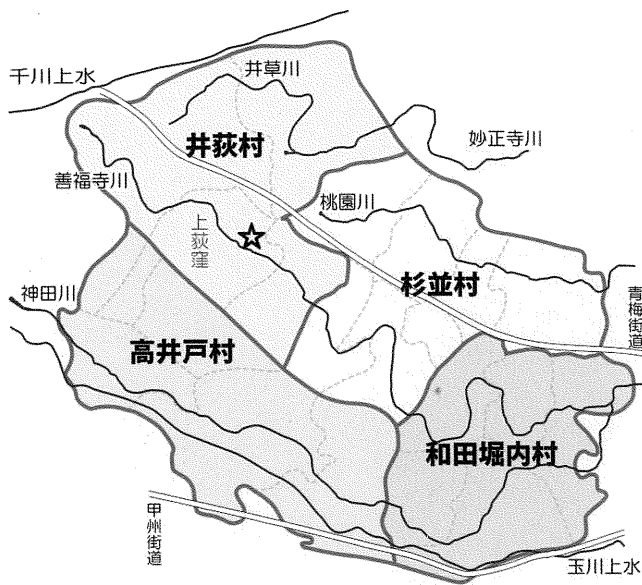 千川上水
井草川
井荻村
妙正寺川
善福寺川
桃園川
上荻窪
杉並村
神田川
青梅街道
高井戸村
和田堀内村
甲州街道
玉川上水